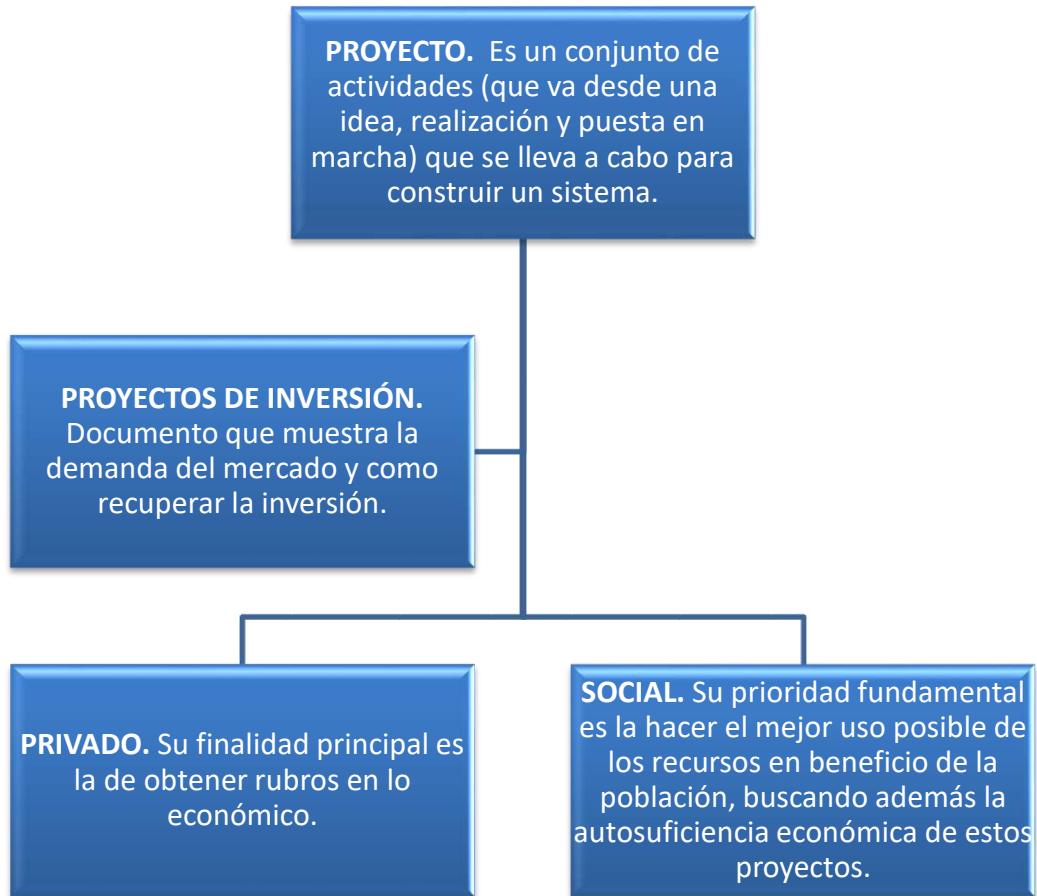 PROYECTO. Es un conjunto de
actividades (que va desde una
idea, realización y puesta en
marcha) que se lleva a cabo para
construir un sistema.
PROYECTOS DE INVERSIÓN.
Documento que muestra la
demanda del mercado y como
recuperar la inversión.
PRIVADO. Su finalidad principal es
la de obtener rubros en lo
económico.
SOCIAL. Su prioridad fundamental
es la hacer el mejor uso posible de
los recursos en beneficio de la
población, buscando además la
autosuficiencia económica de estos
proyectos.